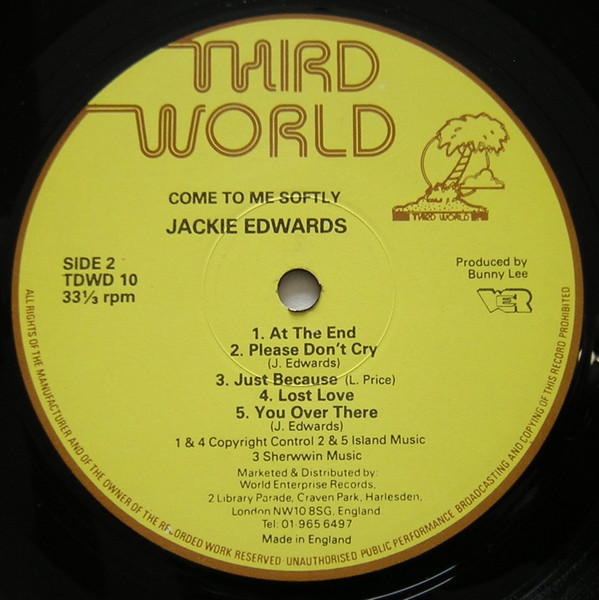 THIRD
WORLD
THIRD WORLD
COME TO ME SOFTLY
JACKIE EDWARDS
SIDE 2
TDWD 10
33⅓ rpm
Produced by
Bunny Lee
WER
1. At The End
2. Please Don't Cry
(J. Edwards)
3. Just Because (L. Price)
4. Lost Love
5. You Over There
(J. Edwards)
1 & 4 Copyright Control 2 & 5 Island Music
3 Sherwwin Music
Marketed & Distributed by:
World Enterprise Records,
2 Library Parade, Craven Park, Harlesden,
London NW10 8SG, England
Tel: 01-965 6497
Made in England
ALL RIGHTS OF THE MANUFACTURER AND OF THE OWNER OF THE RECORDED WORK RESERVED · UNAUTHORISED PUBLIC PERFORMANCE BROADCASTING AND COPYING OF THIS RECORD PROHIBITED